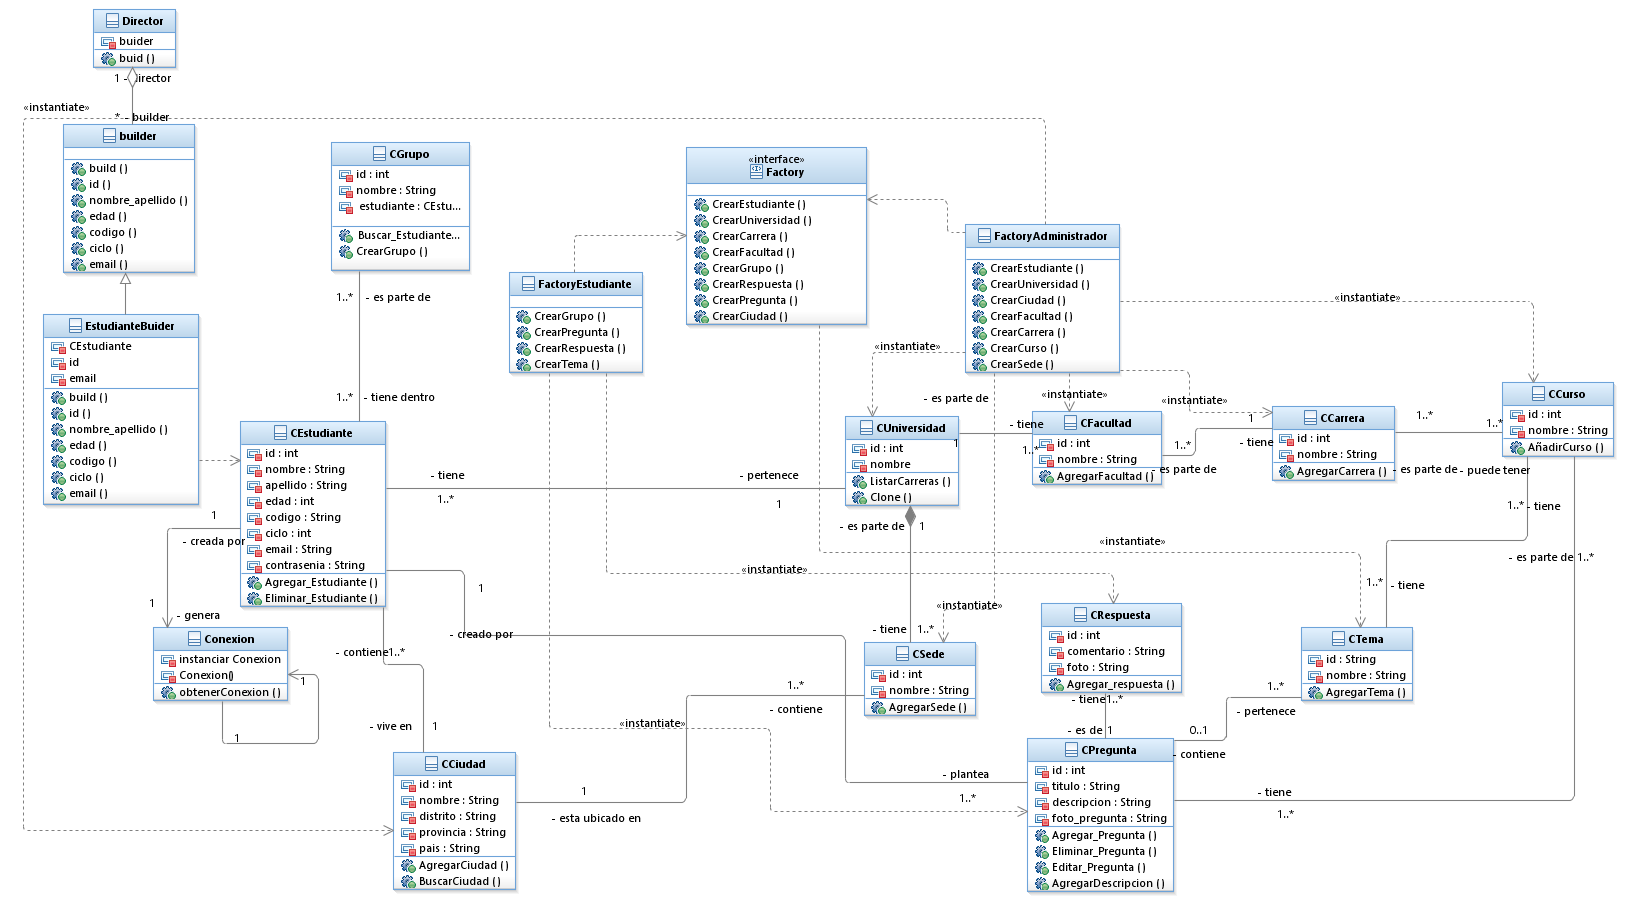 Director
buider
buid ()
1 - director
«instantiate»
* - builder
builder
build ()
id ()
nombre_apellido ()
edad ()
codigo ()
ciclo ()
email ()
EstudianteBuider
CEstudiante
id
email
build ()
id ()
nombre_apellido ()
edad ()
codigo ()
ciclo ()
email ()
CGrupo
id : int
nombre : String
estudiante : CEstu...
Buscar_Estudiante...
CrearGrupo ()
1..* - es parte de
1..* - tiene dentro
«interface»
Factory
CrearEstudiante ()
CrearUniversidad ()
CrearCarrera ()
CrearFacultad ()
CrearGrupo ()
CrearRespuesta ()
CrearPregunta ()
CrearCiudad ()
FactoryEstudiante
CrearGrupo ()
CrearPregunta ()
CrearRespuesta ()
CrearTema ()
FactoryAdministrador
CrearEstudiante ()
CrearUniversidad ()
CrearCiudad ()
CrearFacultad ()
CrearCarrera ()
CrearCurso ()
CrearSede ()
«instantiate»
«instantiate»
«instantiate»
«instantiate»
CEstudiante
id : int
nombre : String
apellido : String
edad : int
codigo : String
ciclo : int
email : String
contrasenia : String
Agregar_Estudiante ()
Eliminar_Estudiante ()
- tiene
1..*
- pertenece
1
CUniversidad
id : int
nombre
ListarCarreras ()
Clone ()
- es parte de
1
- tiene
1..*
CFacultad
id : int
nombre : String
AgregarFacultad ()
1..*
- es parte de
1
- tiene
CCarrera
id : int
nombre : String
AgregarCarrera ()
1..*
- es parte de
1..*
- puede tener
CCurso
id : int
nombre : String
AñadirCurso ()
1..* - tiene
- es parte de 1..*
- es parte de 1
- tiene 1..*
«instantiate»
«instantiate»
«instantiate»
«instantiate»
1
- creada por
1
- genera
Conexion
instanciar Conexion
Conexion()
obtenerConexion ()
1
1
1
- creado por
- contiene 1..*
- vive en 1
CCiudad
id : int
nombre : String
distrito : String
provincia : String
pais : String
AgregarCiudad ()
BuscarCiudad ()
1
- esta ubicado en
1..*
- contiene
CSede
id : int
nombre : String
AgregarSede ()
CRespuesta
id : int
comentario : String
foto : String
Agregar_respuesta ()
- tiene 1..*
- es de 1
1..* - tiene
CTema
id : String
nombre : String
AgregarTema ()
1..*
- pertenece
0..1
- contiene
CPregunta
id : int
titulo : String
descripcion : String
foto_pregunta : String
Agregar_Pregunta ()
Eliminar_Pregunta ()
Editar_Pregunta ()
AgregarDescripcion ()
- plantea
1..*
- tiene
1..*